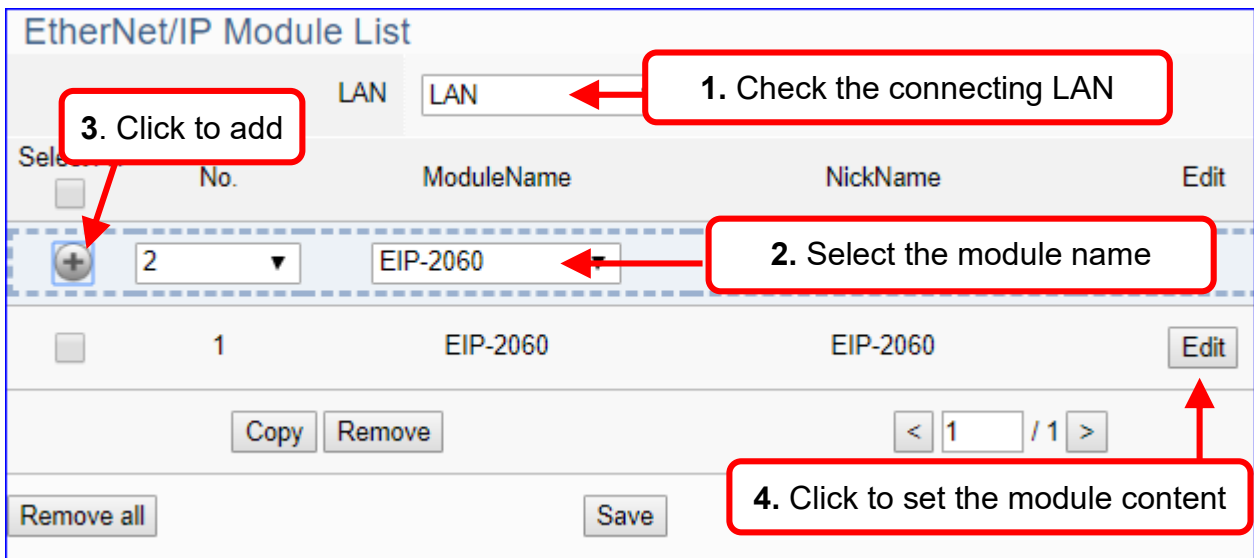 EtherNet/IP Module List
LAN LAN 1. Check the connecting LAN
3. Click to add
No. ModuleName NickName Edit
2 ▼ EIP-2060 2. Select the module name
1 EIP-2060 EIP-2060 Edit
Copy Remove < 1 / 1 >
4. Click to set the module content
Remove all Save